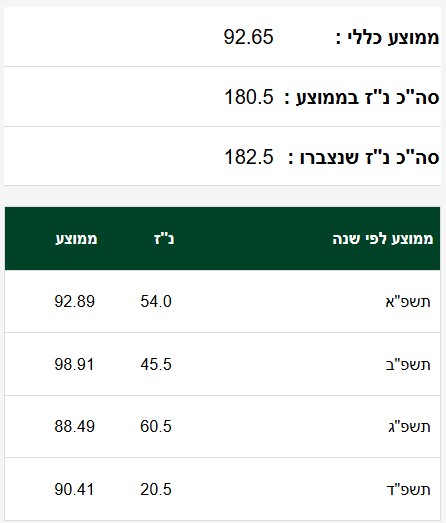 ממוצע כללי : 92.65
סה"כ נ"ז בממוצע : 180.5
סה"כ נ"ז שנצברו : 182.5
ממוצע לפי שנה נ"ז ממוצע
תשפ"א 54.0 92.89
תשפ"ב 45.5 98.91
תשפ"ג 60.5 88.49
תשפ"ד 20.5 90.41